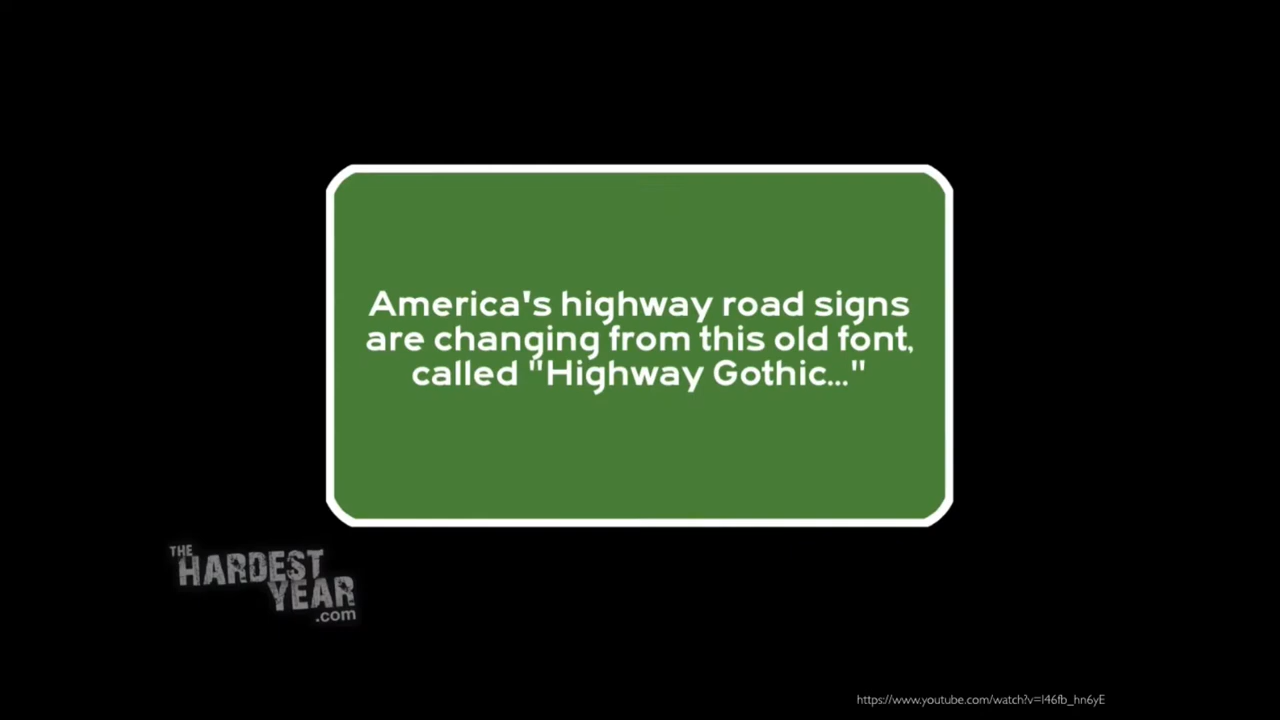 America's highway road signs
are changing from this old font,
called "Highway Gothic..."
THE
HARDEST
YEAR
.com
https://www.youtube.com/watch?v=I46fb_hn6yE